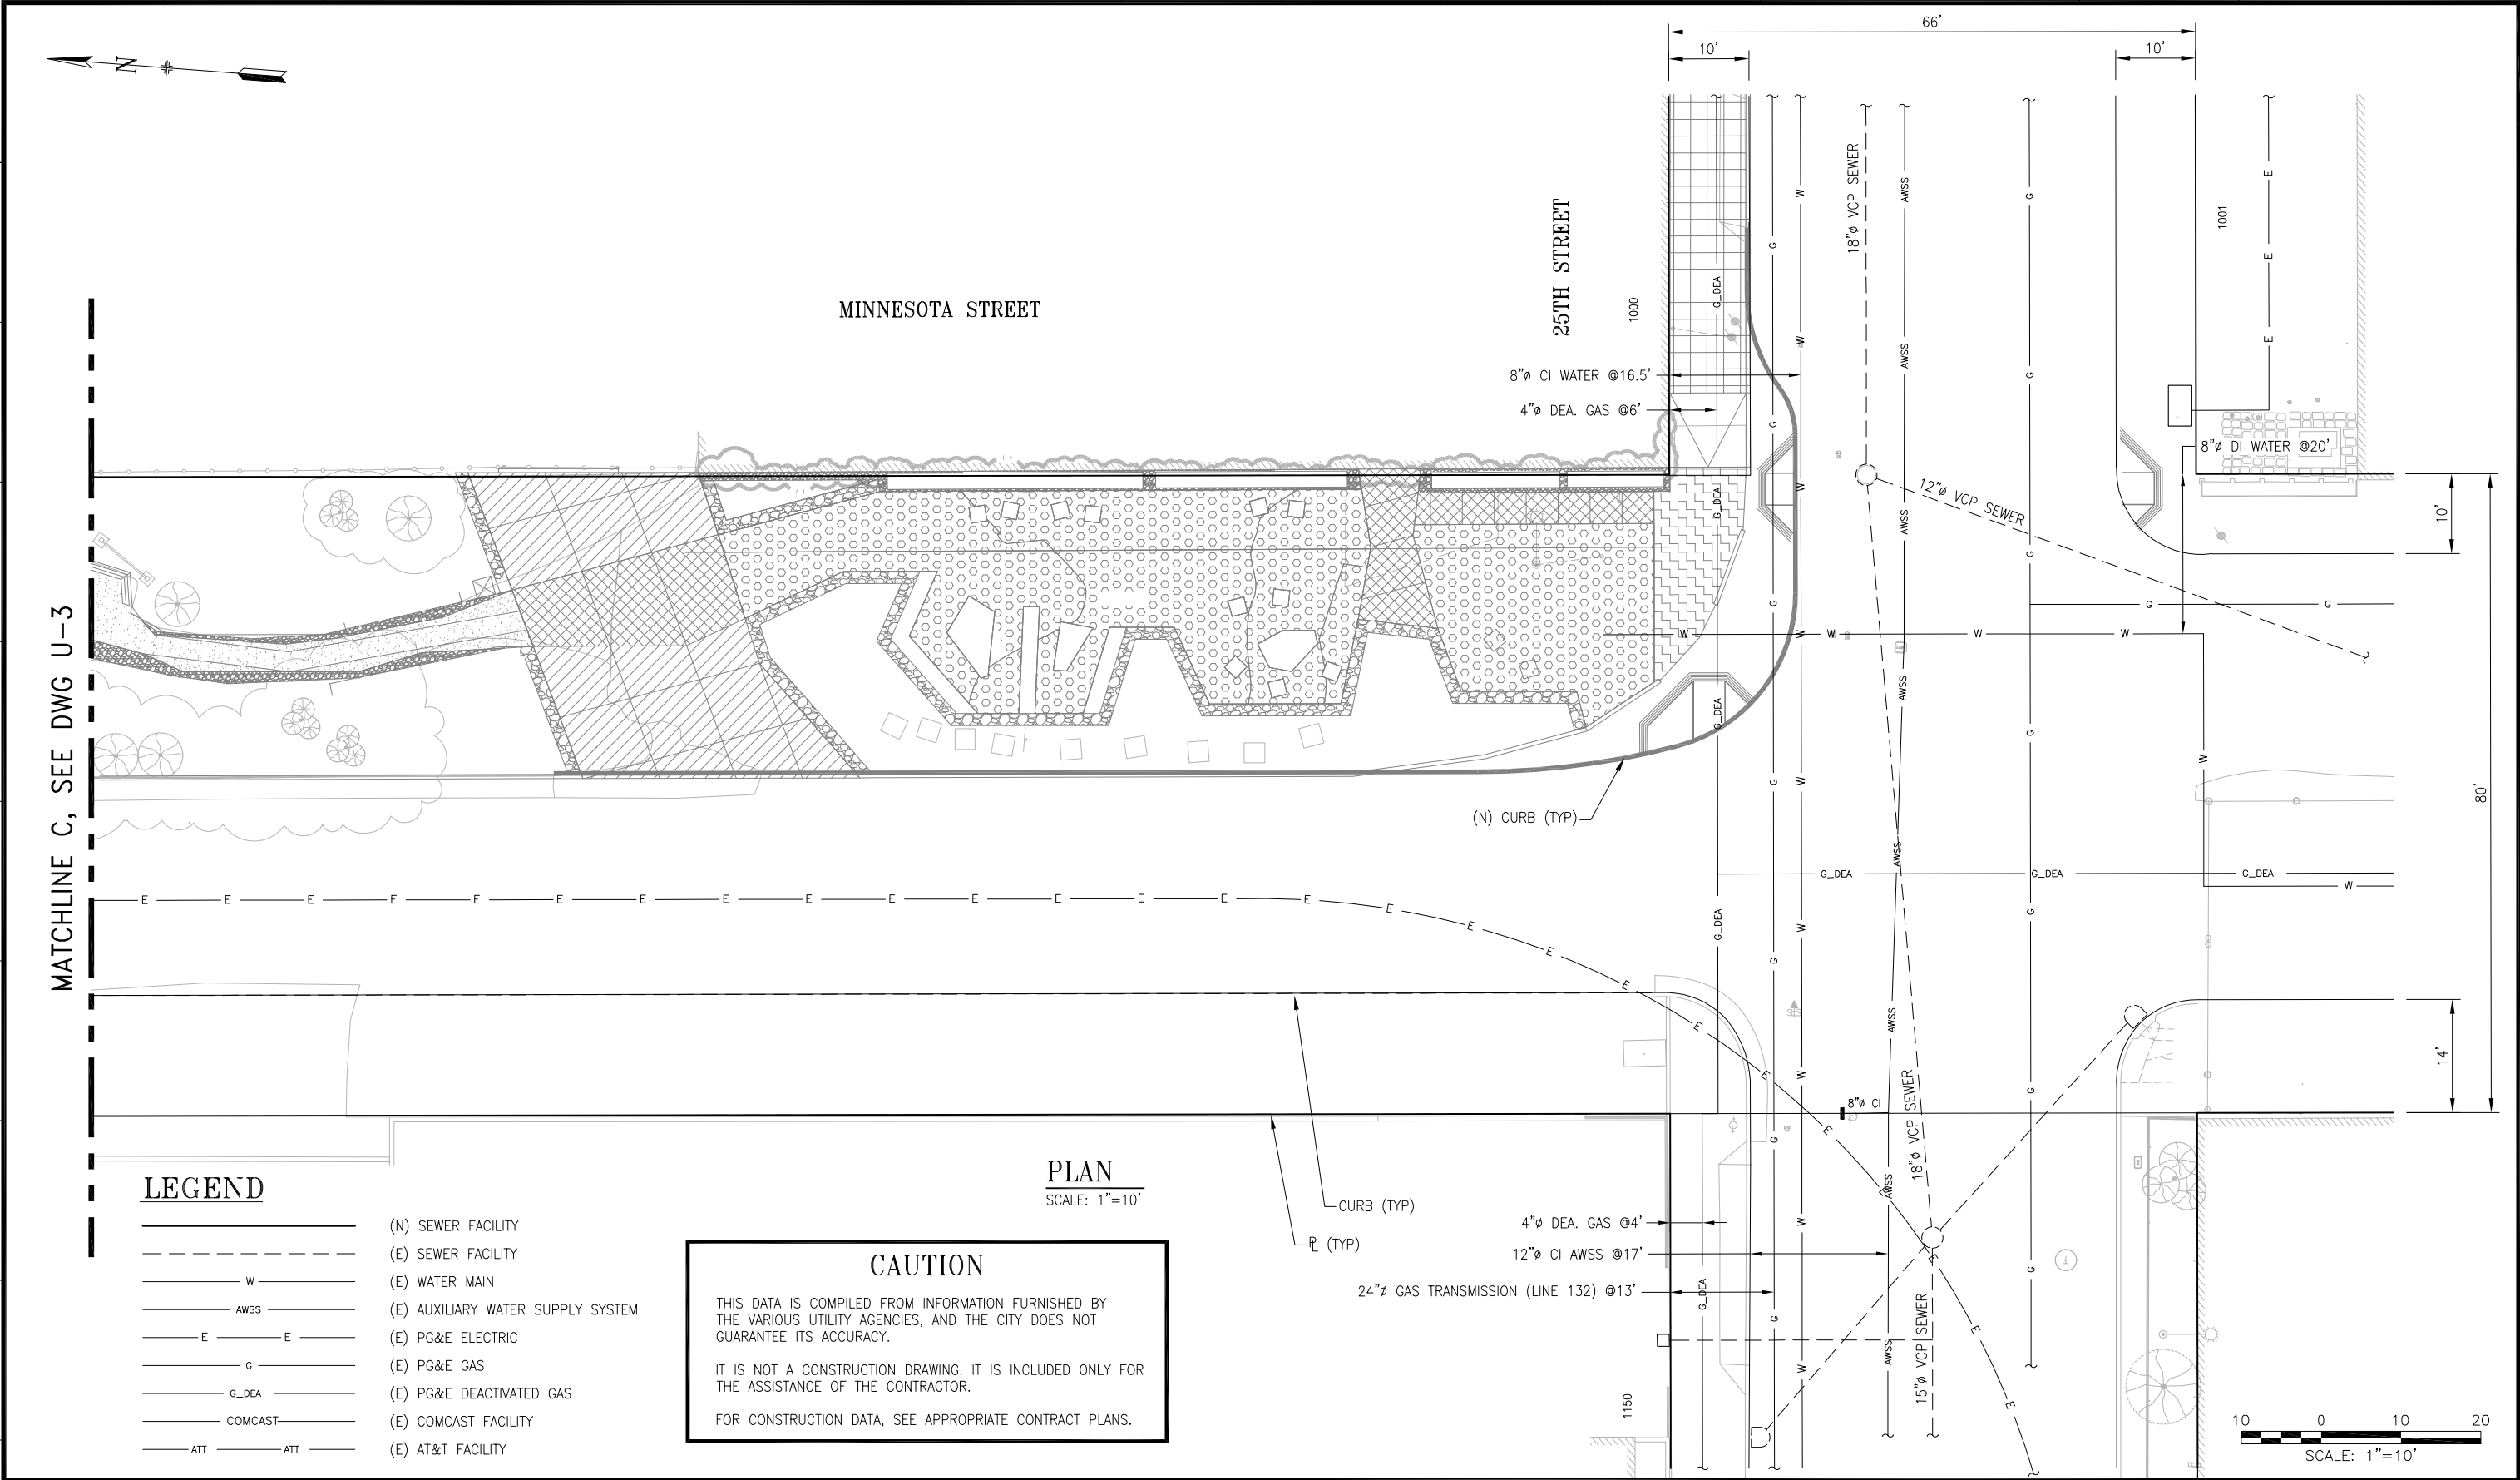 66'
10'
10'
N
18"ø VCP SEWER
AWSS
W
G
G
E
1001
25TH STREET
1000
G_DEA
MINNESOTA STREET
8"ø CI WATER @16.5'
4"ø DEA. GAS @6'
8"ø DI WATER @20'
12"ø VCP SEWER
10'
MATCHLINE C, SEE DWG U-3
80'
(N) CURB (TYP)
G_DEA
G_DEA
G_DEA
W
E E E E E E E E E E E E E E E E E E E
14'
8"ø CI
18"ø VCP SEWER
PLAN
SCALE: 1"=10'
CURB (TYP)
PL (TYP)
4"ø DEA. GAS @4'
12"ø CI AWSS @17'
24"ø GAS TRANSMISSION (LINE 132) @13'
15"ø VCP SEWER
1150
LEGEND
(N) SEWER FACILITY
(E) SEWER FACILITY
W (E) WATER MAIN
AWSS (E) AUXILIARY WATER SUPPLY SYSTEM
E E (E) PG&E ELECTRIC
G (E) PG&E GAS
G_DEA (E) PG&E DEACTIVATED GAS
COMCAST (E) COMCAST FACILITY
ATT ATT (E) AT&T FACILITY
CAUTION
THIS DATA IS COMPILED FROM INFORMATION FURNISHED BY
THE VARIOUS UTILITY AGENCIES, AND THE CITY DOES NOT
GUARANTEE ITS ACCURACY.
IT IS NOT A CONSTRUCTION DRAWING. IT IS INCLUDED ONLY FOR
THE ASSISTANCE OF THE CONTRACTOR.
FOR CONSTRUCTION DATA, SEE APPROPRIATE CONTRACT PLANS.
10 0 10 20
SCALE: 1"=10'